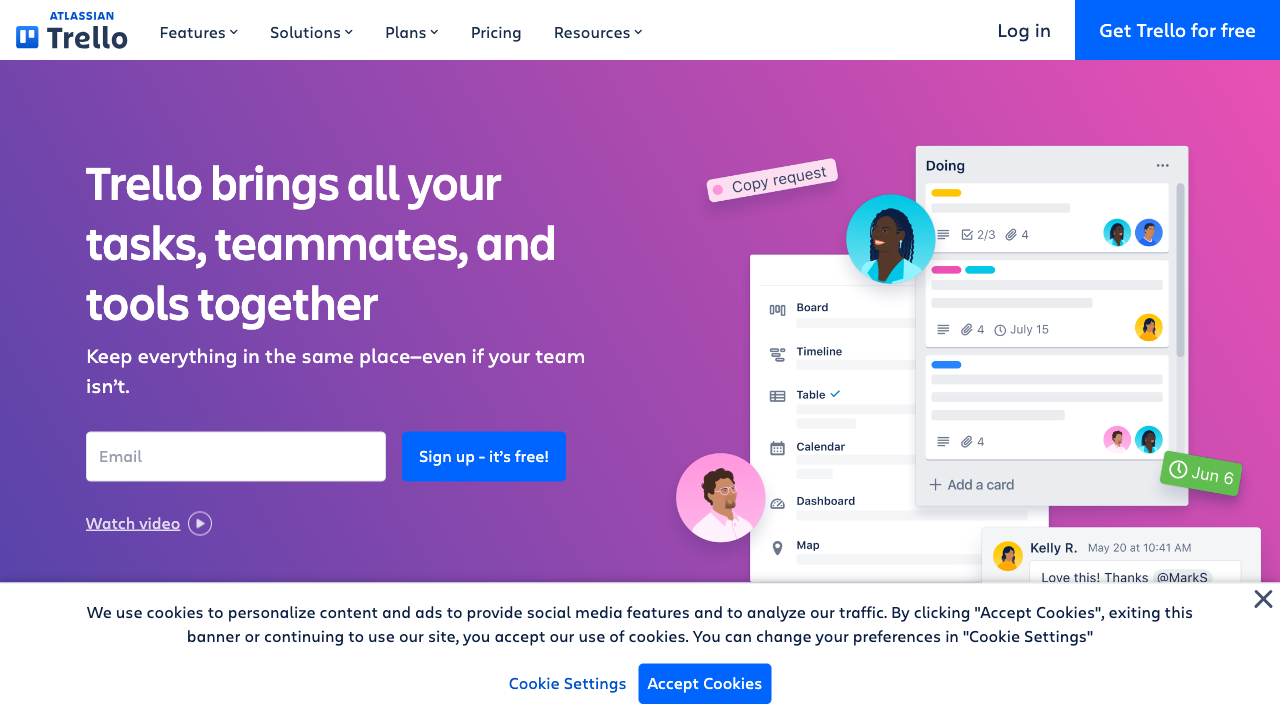 ATLASSIAN
Trello
Features
Solutions
Plans
Pricing
Resources
Log in
Get Trello for free
Trello brings all your
tasks, teammates, and
tools together
Keep everything in the same place—even if your team
isn’t.
Email
Sign up - it’s free!
Watch video
Copy request
Doing
2/3
4
4
July 15
4
Add a card
Board
Timeline
Table
Calendar
Dashboard
Map
Jun 6
Kelly R. May 20 at 10:41 AM
Love this! Thanks @MarkS
We use cookies to personalize content and ads to provide social media features and to analyze our traffic. By clicking "Accept Cookies", exiting this
banner or continuing to use our site, you accept our use of cookies. You can change your preferences in "Cookie Settings"
Cookie Settings
Accept Cookies